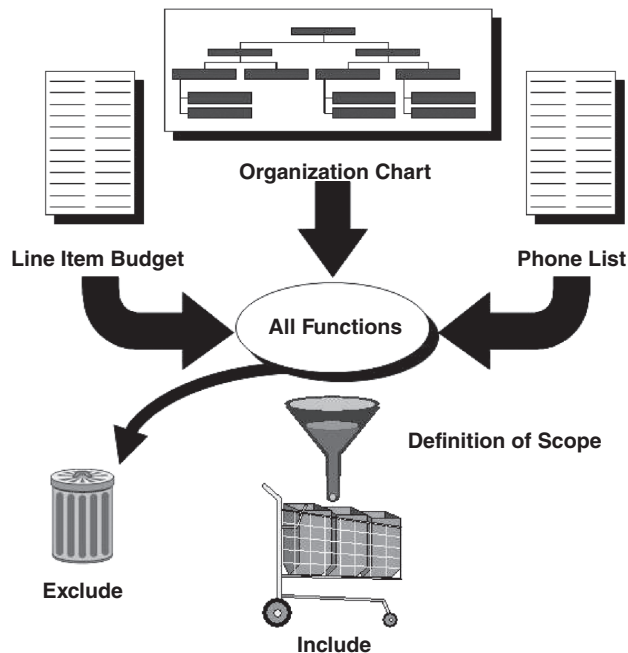 Organization Chart
Line Item Budget
Phone List
All Functions
Definition of Scope
Exclude
Include